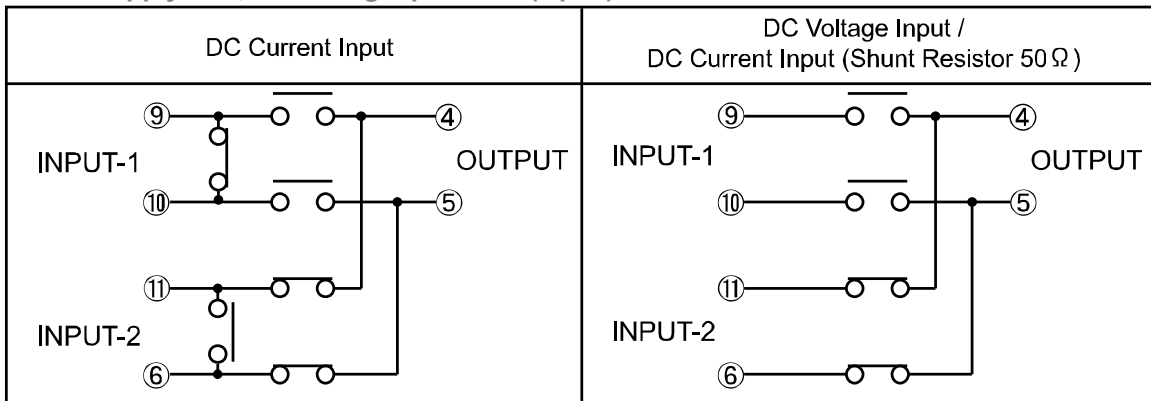 DC Current Input
DC Voltage Input /
DC Current Input (Shunt Resistor 50Ω)
⑨ ④
INPUT-1 OUTPUT
⑩ ⑤
⑪
INPUT-2
⑥
⑨ ④
INPUT-1 OUTPUT
⑩ ⑤
⑪
INPUT-2
⑥